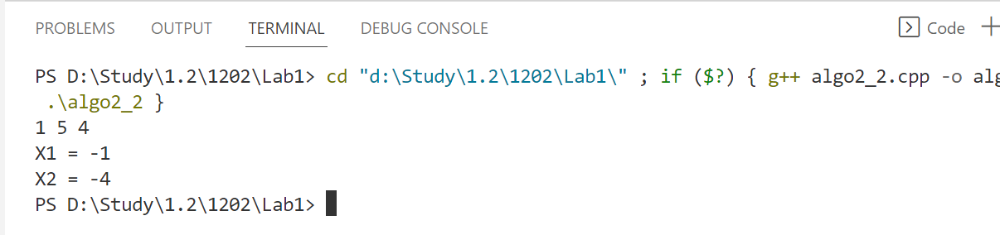 PROBLEMS OUTPUT TERMINAL DEBUG CONSOLE Code
PS D:\Study\1.2\1202\Lab1> cd "d:\Study\1.2\1202\Lab1\" ; if ($?) { g++ algo2_2.cpp -o alg
.\algo2_2 }
1 5 4
X1 = -1
X2 = -4
PS D:\Study\1.2\1202\Lab1>